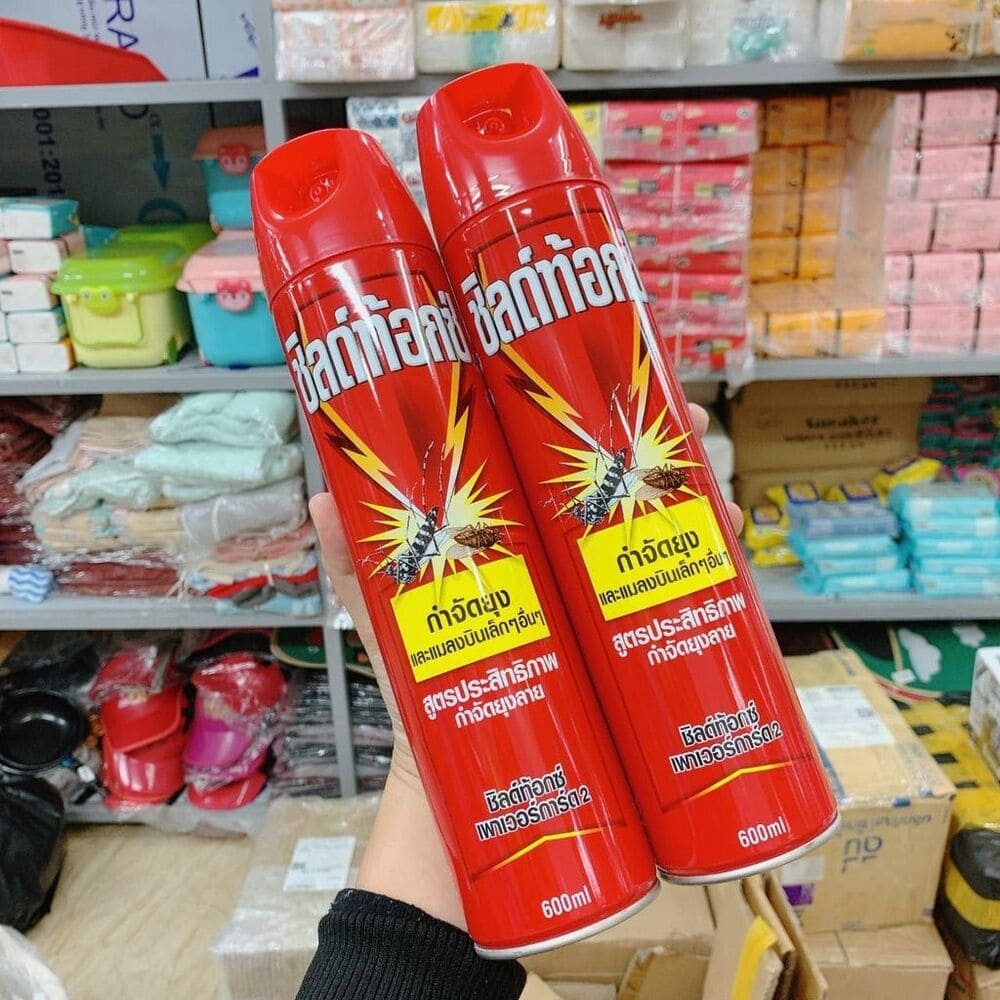 ชิลด์ท้อกซ์
กำจัดยุง
และแมลงบินเล็กๆอื่นๆ
สูตรประสิทธิภาพ
กำจัดยุงลาย
ชิลด์ท้อกซ์
เพาเวอร์การ์ด2
600ml
ชิลด์ท้อกซ์
กำจัดยุง
และแมลงบินเล็กๆอื่นๆ
สูตรประสิทธิภาพ
กำจัดยุงลาย
ชิลด์ท้อกซ์
เพาเวอร์การ์ด2
600ml